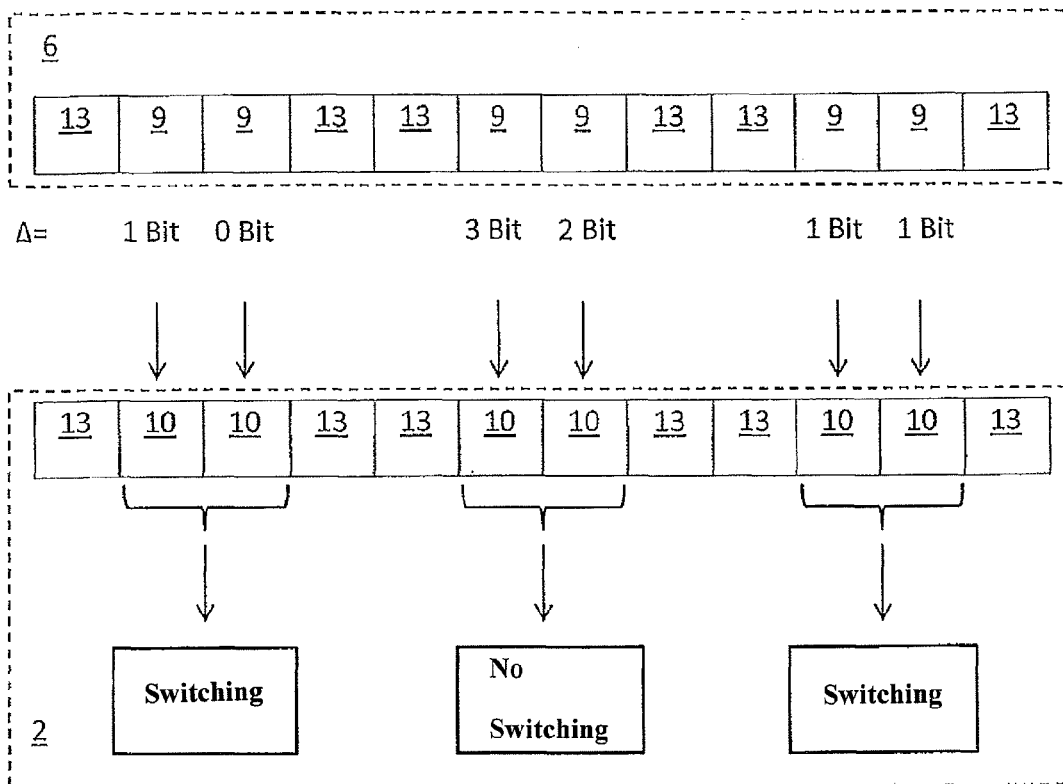 6
13 9 9 13 13 9 9 13 13 9 9 13
Δ= 1 Bit 0 Bit 3 Bit 2 Bit 1 Bit 1 Bit
13 10 10 13 13 10 10 13 13 10 10 13
Switching
No
Switching
Switching
2